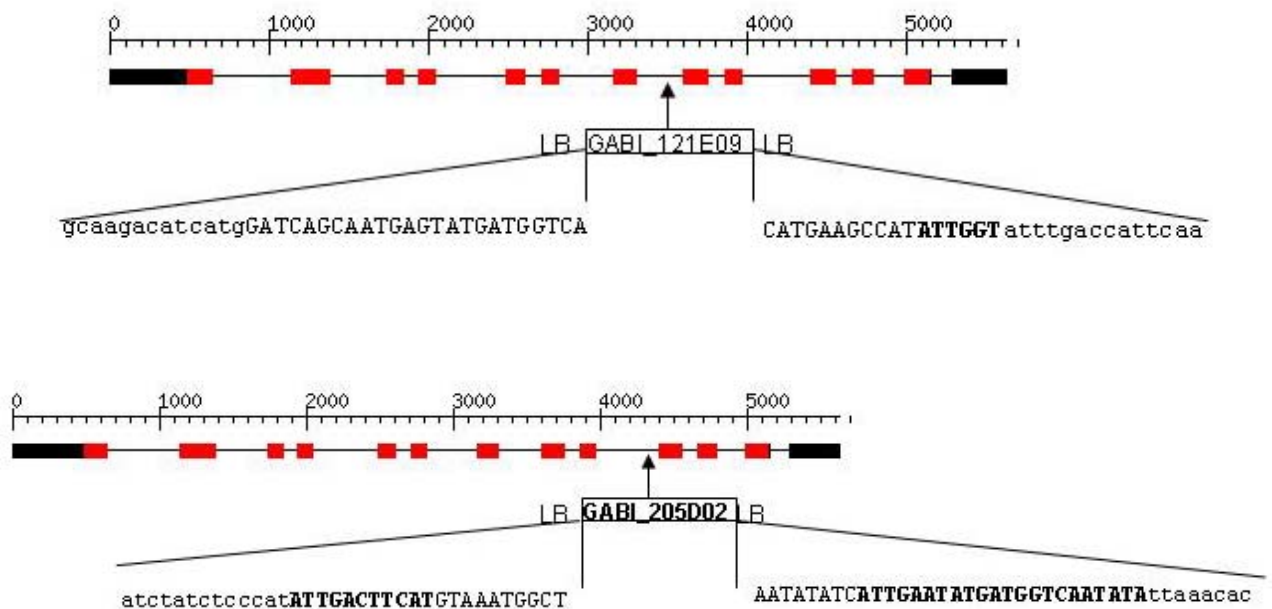 0 1000 2000 3000 4000 5000
LB GABI_121E09 LB
gcaagacatcatgGATCAGCAATGAGTATGATGGTCA CATGAAGCCATATTGGTatttgaccattcaa
0 1000 2000 3000 4000 5000
LB GABI_205D02 LB
atctatctcccatATTGACTTCATGTAAATGGCT AATATATCATTGAATATGATGGTCAATATAttaaacac